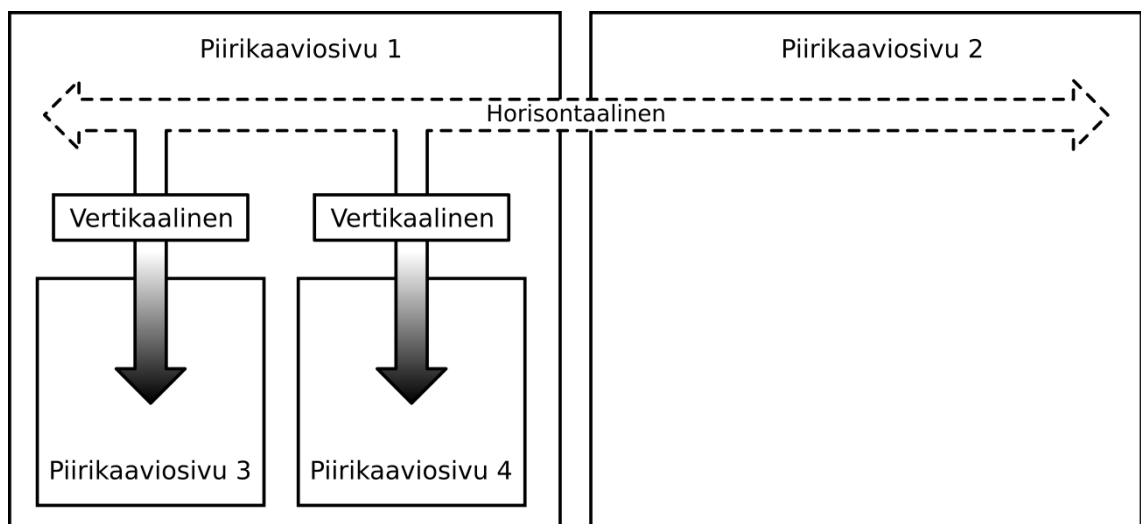 Piirikaaviosivu 1
Piirikaaviosivu 2
Horisontaalinen
Vertikaalinen
Vertikaalinen
Piirikaaviosivu 3
Piirikaaviosivu 4